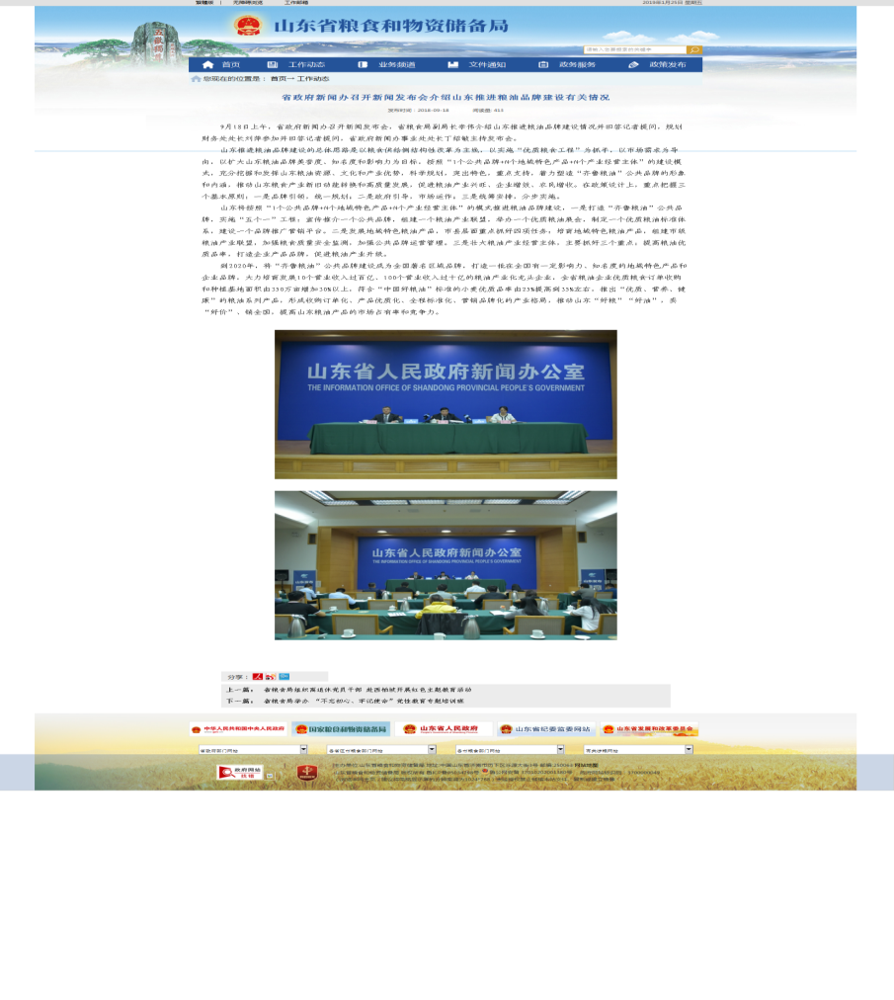 繁體版 | 无障碍浏览 工作邮箱 2019年1月25日 星期五
山东省粮食和物资储备局
请输入您要搜索的关键字
首页 工作动态 业务频道 文件通知 政务服务 政策发布
您现在的位置是： 首页→ 工作动态
省政府新闻办召开新闻发布会介绍山东推进粮油品牌建设有关情况
发布时间：2018-09-18 阅读量: 613
9月18日上午，省政府新闻办召开新闻发布会，省粮食局副局长李伟介绍山东推进粮油品牌建设情况并回答记者提问，规划
财务处处长刘萍参加并回答记者提问，省政府新闻办事业处处长丁绍敏主持发布会。
山东推进粮油品牌建设的总体思路是以粮食供给侧结构性改革为主线，以实施“优质粮食工程”为抓手，以市场需求为导
向，以扩大山东粮油品牌美誉度、知名度和影响力为目标，按照“1个公共品牌+N个地域特色产品+N个产业经营主体”的建设模
式，充分挖掘和发挥山东粮油资源、文化和产业优势，科学规划，突出特色，重点支持，着力塑造“齐鲁粮油”公共品牌的形象
和内涵，推动山东粮食产业新旧动能转换和高质量发展，促进粮油产业兴旺、企业增效、农民增收。在政策设计上，重点把握三
个基本原则：一是品牌引领，统一规划；二是政府引导，市场运作；三是统筹安排，分步实施。
山东将按照“1个公共品牌+N个地域特色产品+N个产业经营主体”的模式推进粮油品牌建设，一是打造“齐鲁粮油”公共品
牌，实施“五个一”工程：宣传推介一个公共品牌，组建一个粮油产业联盟，举办一个优质粮油展会，制定一个优质粮油标准体
系，建设一个品牌推广营销平台。二是发展地域特色粮油产品，市县层面重点抓好四项任务：培育地域特色粮油产品，组建市级
粮油产业联盟，加强粮食质量安全监测，加强公共品牌运营管理。三是壮大粮油产业经营主体，主要抓好三个重点：提高粮油优
质品率，打造企业产品品牌，促进粮油产业升级。
到2020年，将“齐鲁粮油”公共品牌建设成为全国著名区域品牌，打造一批在全国有一定影响力、知名度的地域特色产品和
企业品牌，大力培育发展10个营业收入过百亿、100个营业收入过十亿的粮油产业化龙头企业，全省粮油企业优质粮食订单收购
和种植基地面积由330万亩增加30%以上，符合“中国好粮油”标准的小麦优质品率由25%提高到35%左右，推出“优质、营养、健
康”的粮油系列产品，形成收购订单化、产品优质化、全程标准化、营销品牌化的产业格局，推动山东“好粮”“好油”，卖
“好价”、销全国，提高山东粮油产品的市场占有率和竞争力。
山东省人民政府新闻办公室
THE INFORMATION OFFICE OF SHANDONG PROVINCIAL PEOPLE'S GOVERNMENT
山东省人民政府新闻办公室
THE INFORMATION OFFICE OF SHANDONG PROVINCIAL PEOPLE'S GOVERNMENT
分享：
上一篇： 省粮食局组织离退休党员干部 赴西柏坡开展红色主题教育活动
下一篇： 省粮食局举办 “不忘初心、牢记使命”党性教育专题培训班
中华人民共和国中央人民政府 国家粮食和物资储备局 山东省人民政府 山东省纪委监委网站 山东省发展和改革委员会
省政府部门网站 各省区市粮食部门网站 各市粮食部门网站
政府网站
找错